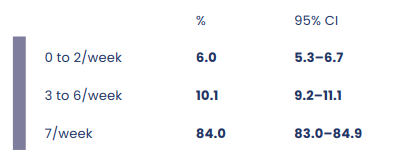 % 95% CI
0 to 2/week 6.0 5.3–6.7
3 to 6/week 10.1 9.2–11.1
7/week 84.0 83.0–84.9